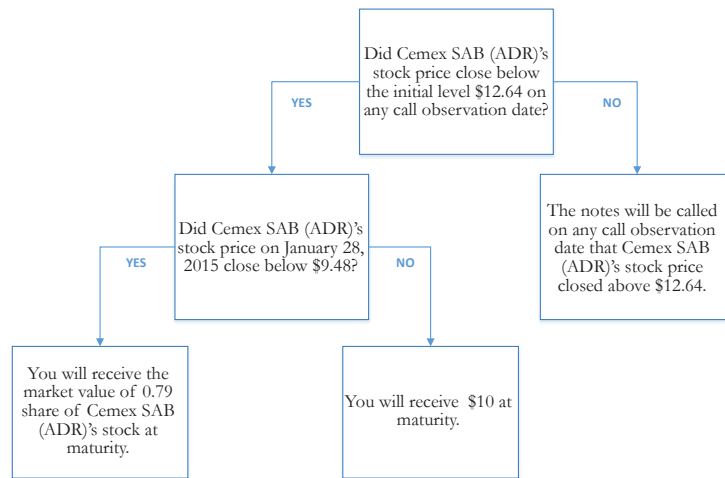 Did Cemex SAB (ADR)'s
stock price close below
the initial level $12.64 on
any call observation date?
YES
NO
Did Cemex SAB (ADR)'s
stock price on January 28,
2015 close below $9.48?
The notes will be called
on any call observation
date that Cemex SAB
(ADR)'s stock price
closed above $12.64.
YES
NO
You will receive the
market value of 0.79
share of Cemex SAB
(ADR)'s stock at
maturity.
You will receive $10 at
maturity.